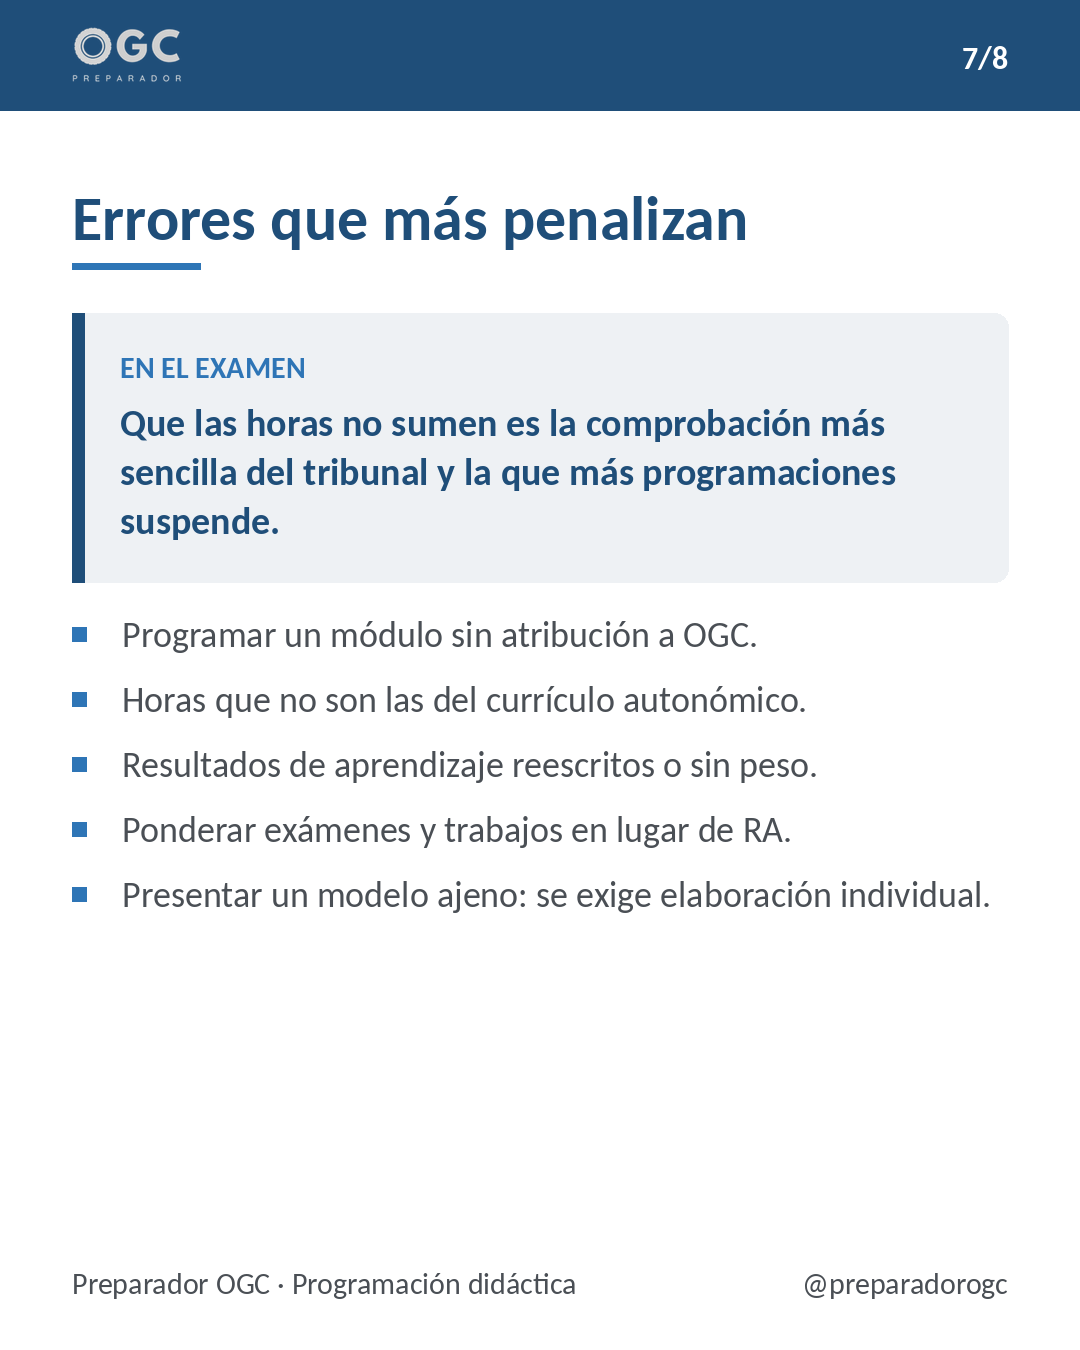 OGC
PREPARADOR
7/8
Errores que más penalizan
EN EL EXAMEN
Que las horas no sumen es la comprobación más
sencilla del tribunal y la que más programaciones
suspende.
Programar un módulo sin atribución a OGC.
Horas que no son las del currículo autonómico.
Resultados de aprendizaje reescritos o sin peso.
Ponderar exámenes y trabajos en lugar de RA.
Presentar un modelo ajeno: se exige elaboración individual.
Preparador OGC · Programación didáctica
@preparadorogc